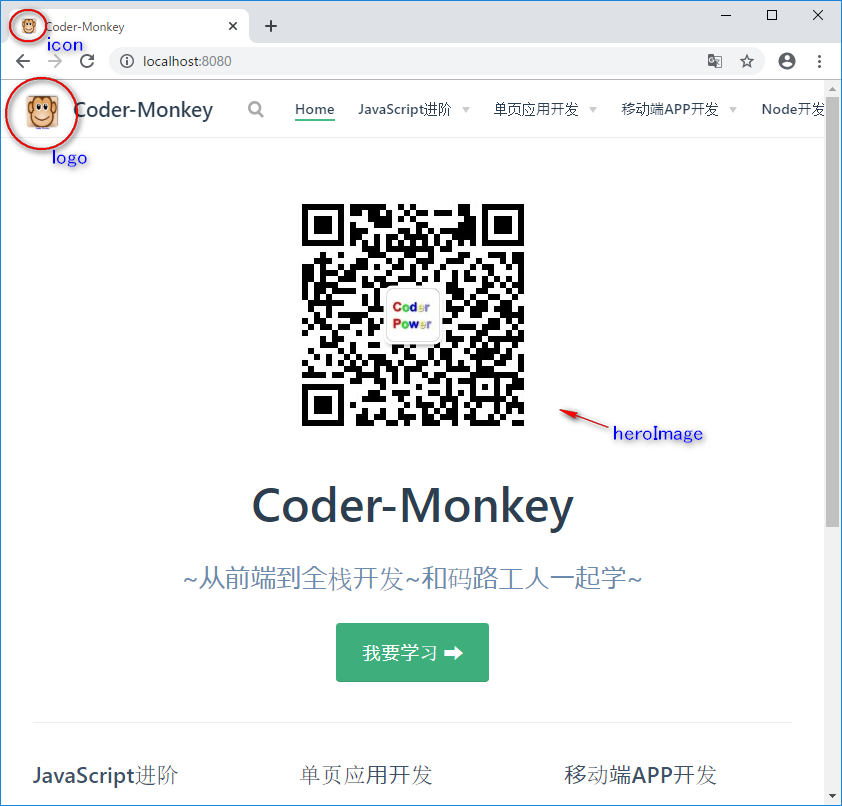 Coder-Monkey
icon
localhost:8080
Coder-Monkey
Home
JavaScript进阶
单页应用开发
移动端APP开发
Node开发
logo
Coder
Power
heroImage
Coder-Monkey
~从前端到全栈开发~和码路工人一起学~
我要学习 ➡
JavaScript进阶
单页应用开发
移动端APP开发